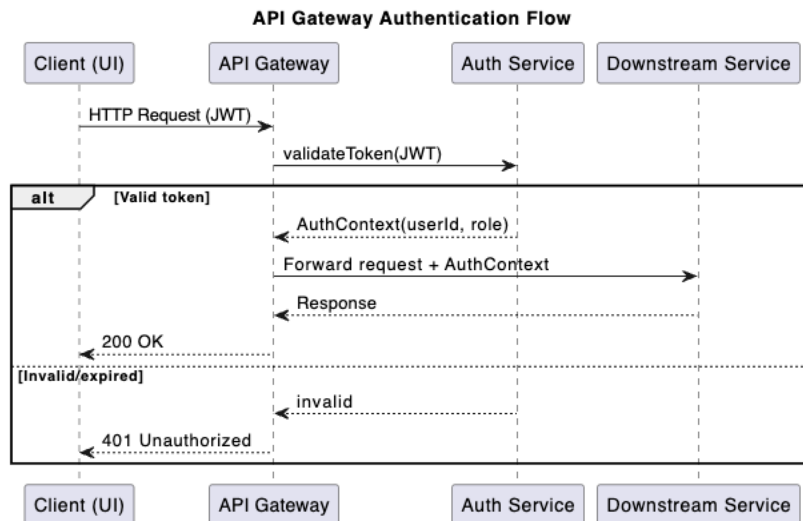 API Gateway Authentication Flow
Client (UI)
API Gateway
Auth Service
Downstream Service
HTTP Request (JWT)
validateToken(JWT)
alt
[Valid token]
AuthContext(userId, role)
Forward request + AuthContext
Response
200 OK
[Invalid/expired]
invalid
401 Unauthorized
Client (UI)
API Gateway
Auth Service
Downstream Service